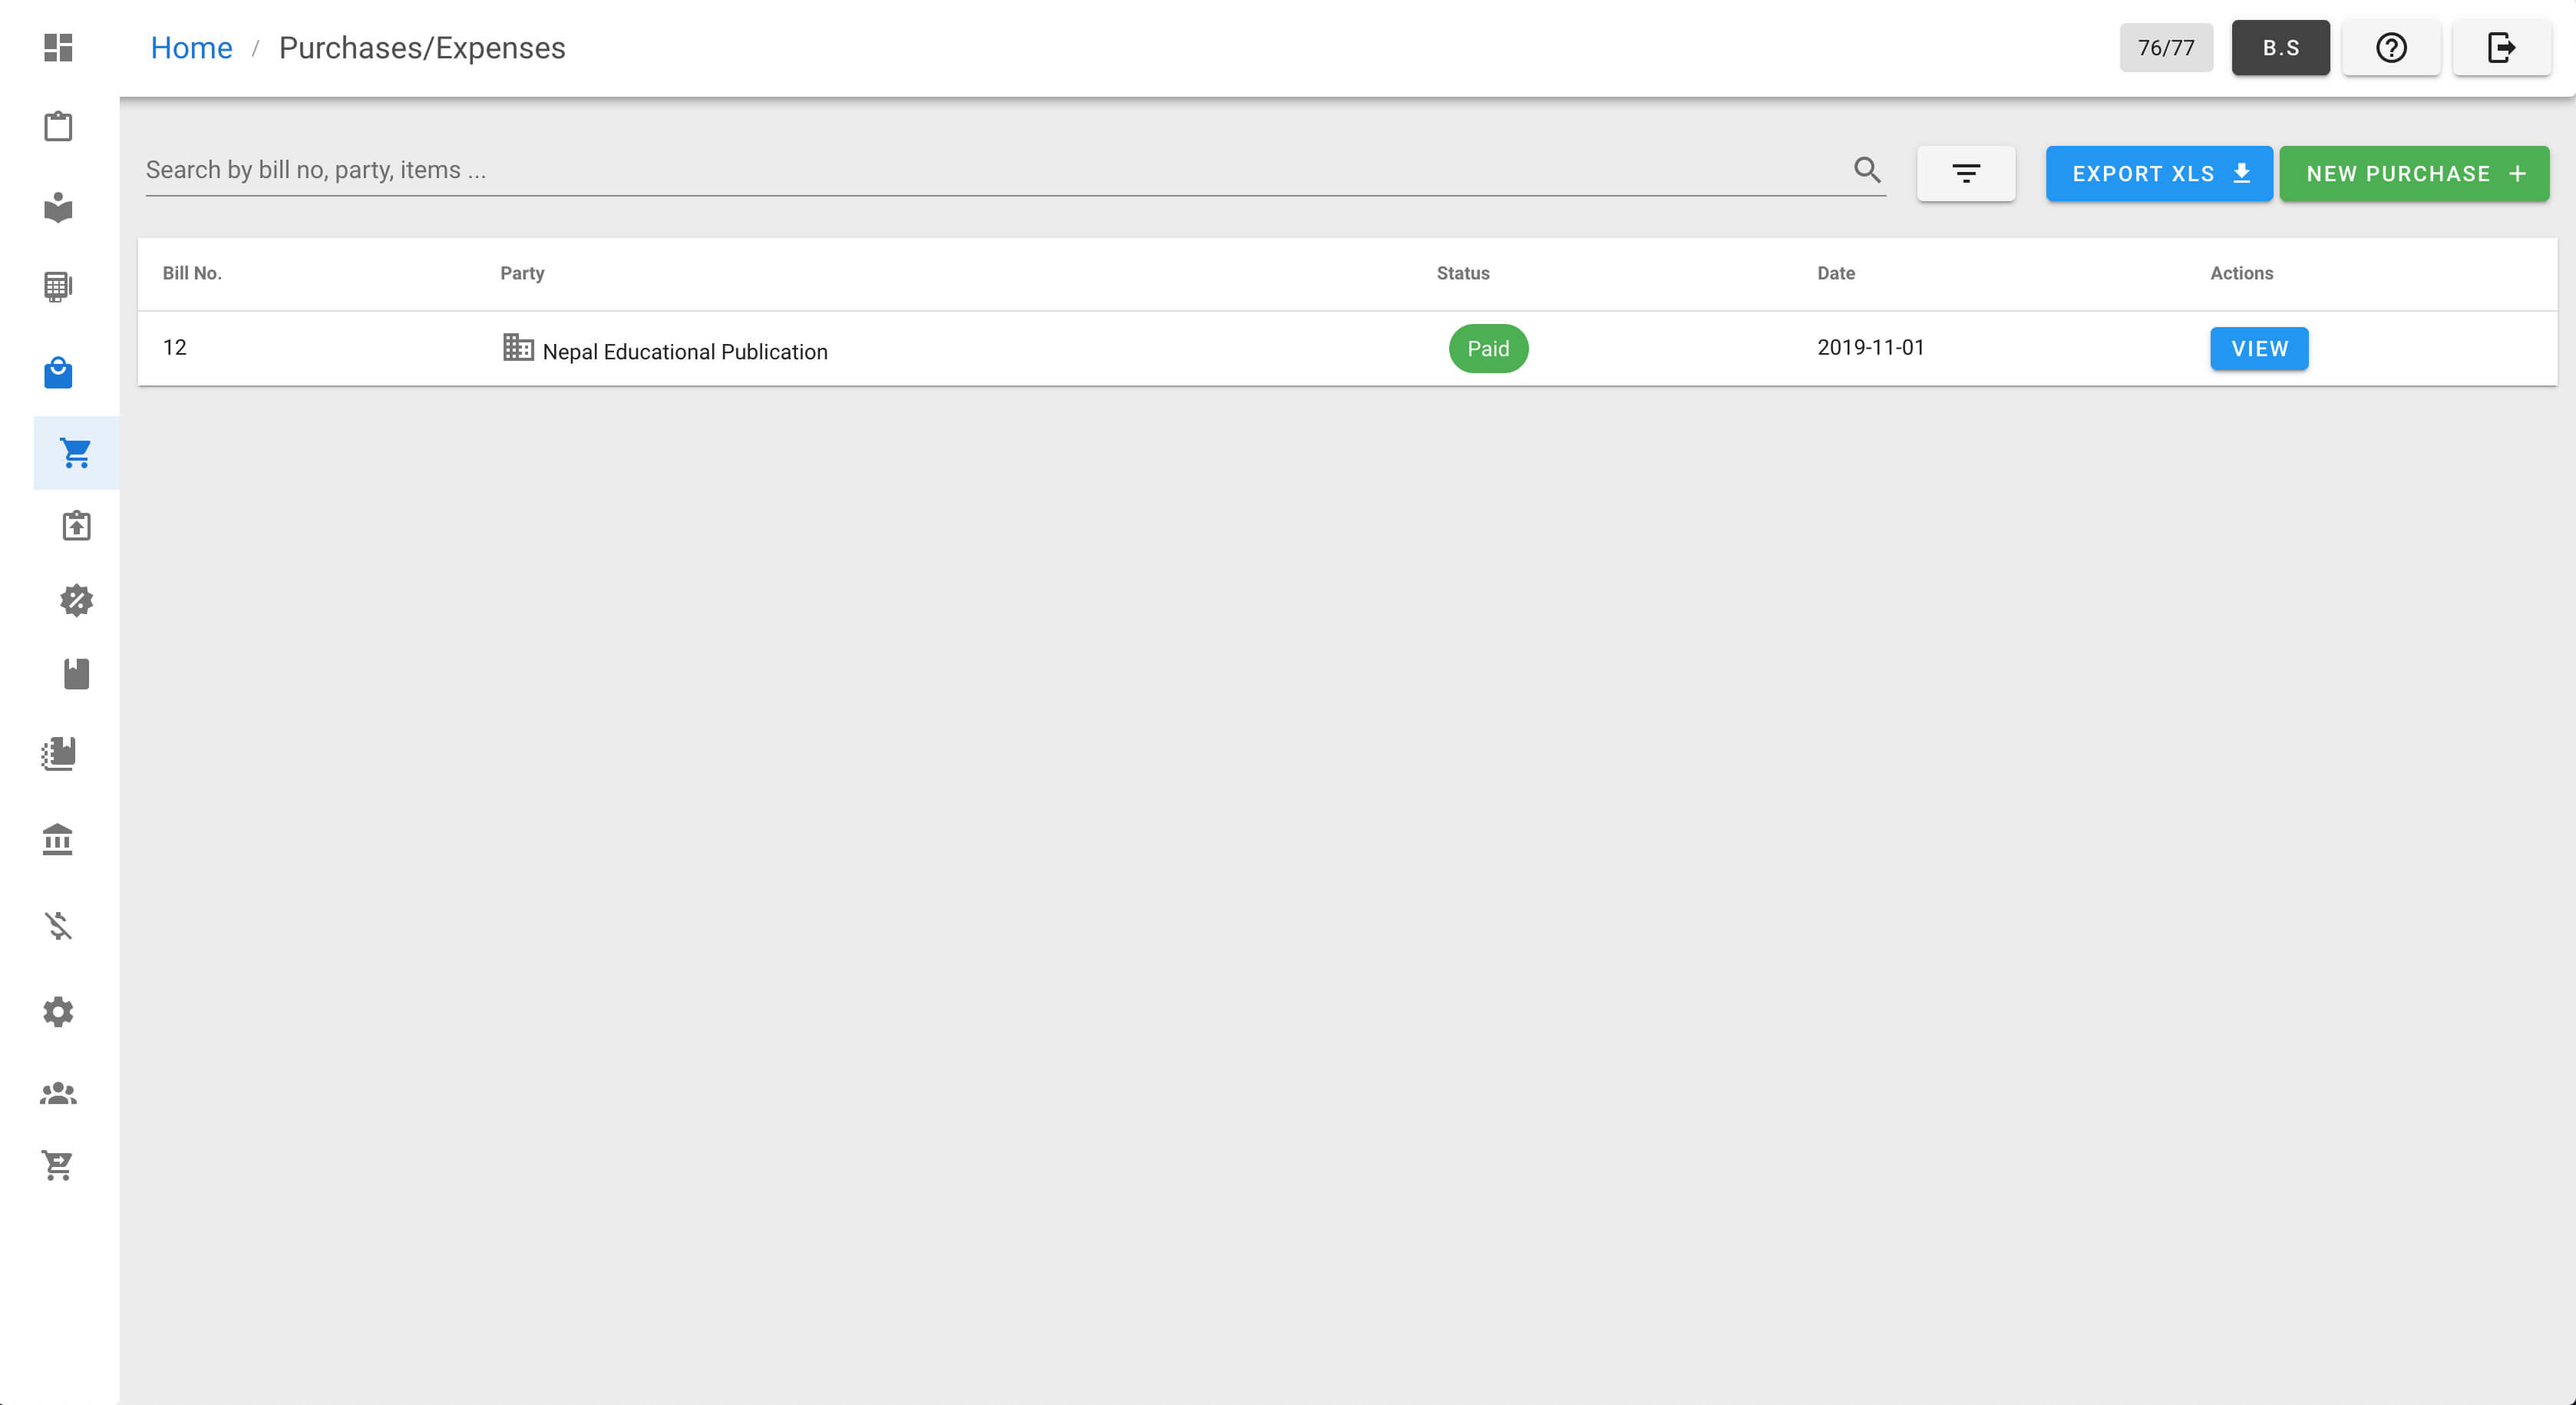 Home / Purchases/Expenses
76/77
B.S
Search by bill no, party, items ...
EXPORT XLS
NEW PURCHASE +
Bill No. Party Status Date Actions
12 Nepal Educational Publication Paid 2019-11-01 VIEW